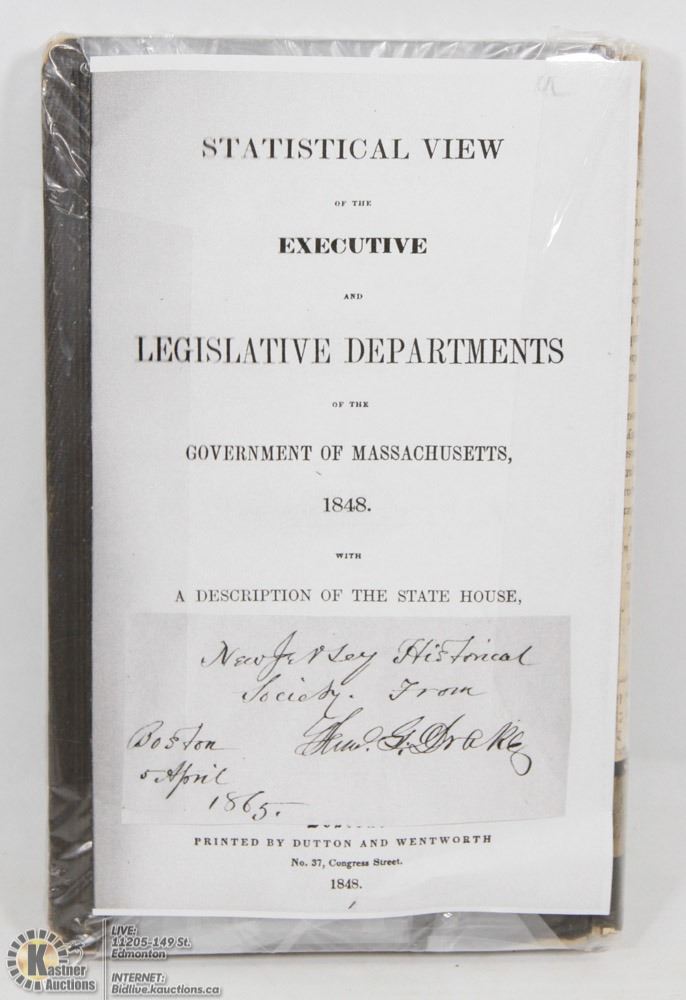 STATISTICAL VIEW
OF THE
EXECUTIVE
AND
LEGISLATIVE DEPARTMENTS
OF THE
GOVERNMENT OF MASSACHUSETTS,
1848.
WITH
A DESCRIPTION OF THE STATE HOUSE,
New Jersey Historical
Society. From
G. Drake
Boston
5 April
1865.
PRINTED BY DUTTON AND WENTWORTH
No. 37, Congress Street.
1848.
K
Kastner
Auctions
LIVE:
11205-149 St.
Edmonton
INTERNET:
Bidlive.kauctions.ca